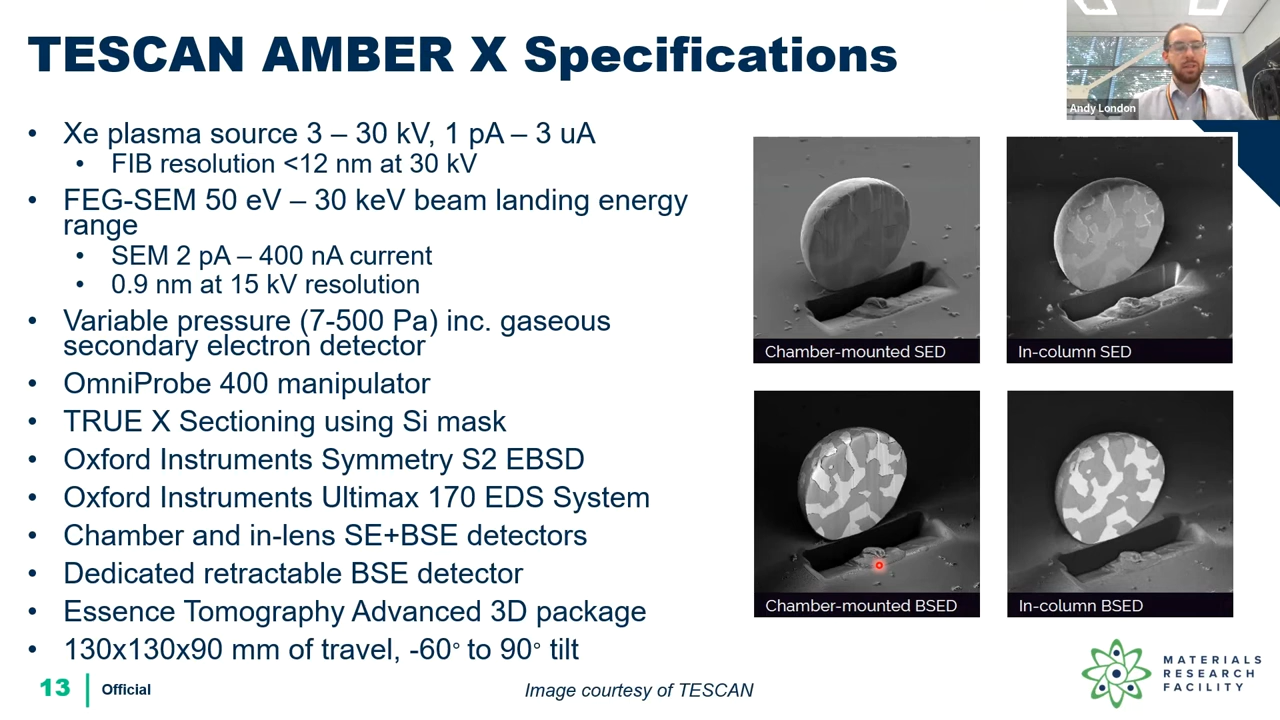 TESCAN AMBER X Specifications
Andy London
• Xe plasma source 3 – 30 kV, 1 pA – 3 uA
• FIB resolution <12 nm at 30 kV
• FEG-SEM 50 eV – 30 keV beam landing energy
range
• SEM 2 pA – 400 nA current
• 0.9 nm at 15 kV resolution
• Variable pressure (7-500 Pa) inc. gaseous
secondary electron detector
• OmniProbe 400 manipulator
• TRUE X Sectioning using Si mask
• Oxford Instruments Symmetry S2 EBSD
• Oxford Instruments Ultimax 170 EDS System
• Chamber and in-lens SE+BSE detectors
• Dedicated retractable BSE detector
• Essence Tomography Advanced 3D package
• 130x130x90 mm of travel, -60° to 90° tilt
Chamber-mounted SED
In-column SED
Chamber-mounted BSED
In-column BSED
13
Official
Image courtesy of TESCAN
MATERIALS
RESEARCH
FACILITY